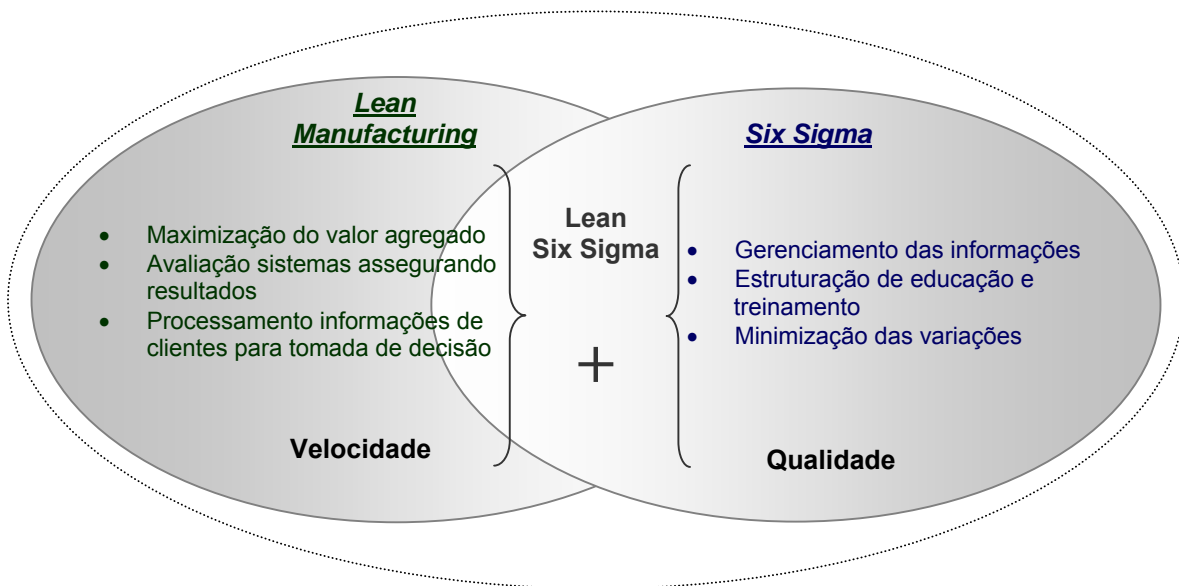 Lean
Manufacturing
• Maximização do valor agregado
• Avaliação sistemas assegurando
resultados
• Processamento informações de
clientes para tomada de decisão
Velocidade
Lean
Six Sigma
+
Six Sigma
• Gerenciamento das informações
• Estruturação de educação e
treinamento
• Minimização das variações
Qualidade